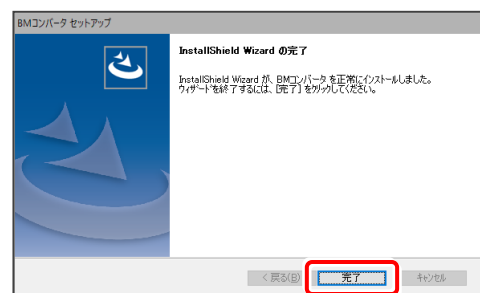 BMコンバータ セットアップ
InstallShield Wizard の完了
InstallShield Wizard が、BMコンバータ を正常にインストールしました。
ウィザードを終了するには、[完了] をクリックしてください。
< 戻る(B)
完了
キャンセル